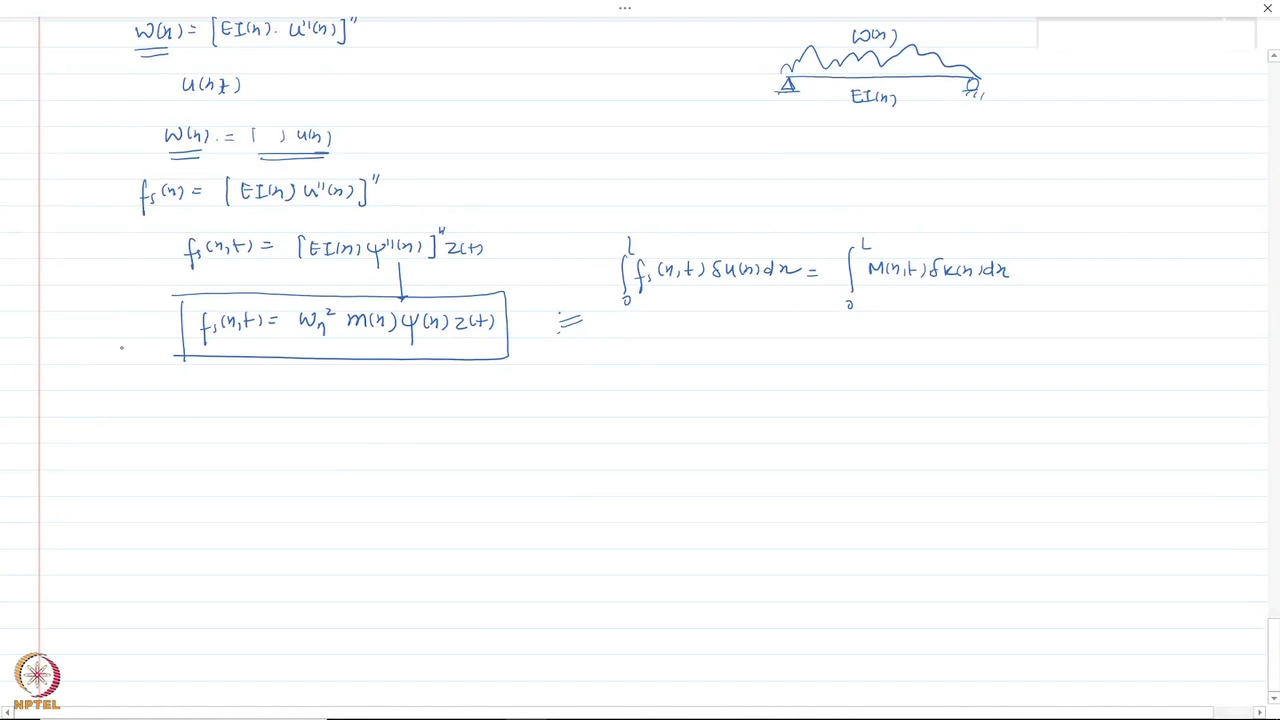 w(x) = [EI(x). u''(x)]''
w(x)
EI(x)
u(x,t)
w(x). = [ ] u(x)
fs(x) = [EI(x) u''(x)]''
fs(x,t) = [EI(x) ψ''(x)]'' z(t)
∫₀ᴸ fs(x,t) δu(x) dx = ∫₀ᴸ M(x,t) δκ(x) dx
fs(x,t) = ωn² m(x) ψ(x) z(t)
NPTEL